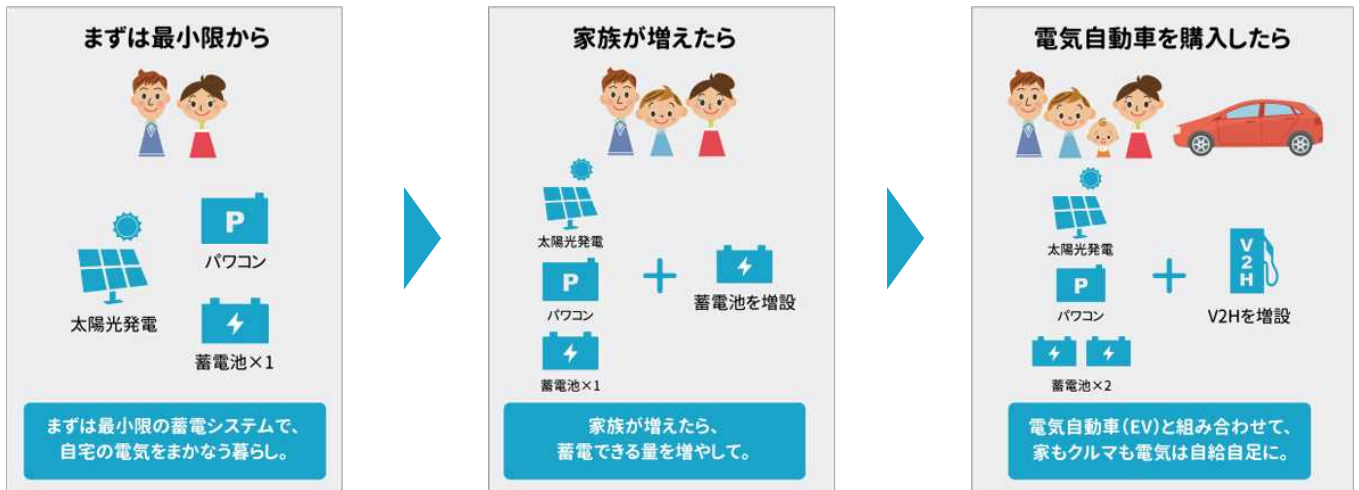 まずは最小限から
太陽光発電
P
パワコン
蓄電池×1
まずは最小限の蓄電システムで、
自宅の電気をまかなう暮らし。
家族が増えたら
太陽光発電
P
パワコン
蓄電池×1
+
蓄電池を増設
家族が増えたら、
蓄電できる量を増やして。
電気自動車を購入したら
太陽光発電
P
パワコン
蓄電池×2
+
V
2
H
V2Hを増設
電気自動車(EV)と組み合わせて、
家もクルマも電気は自給自足に。